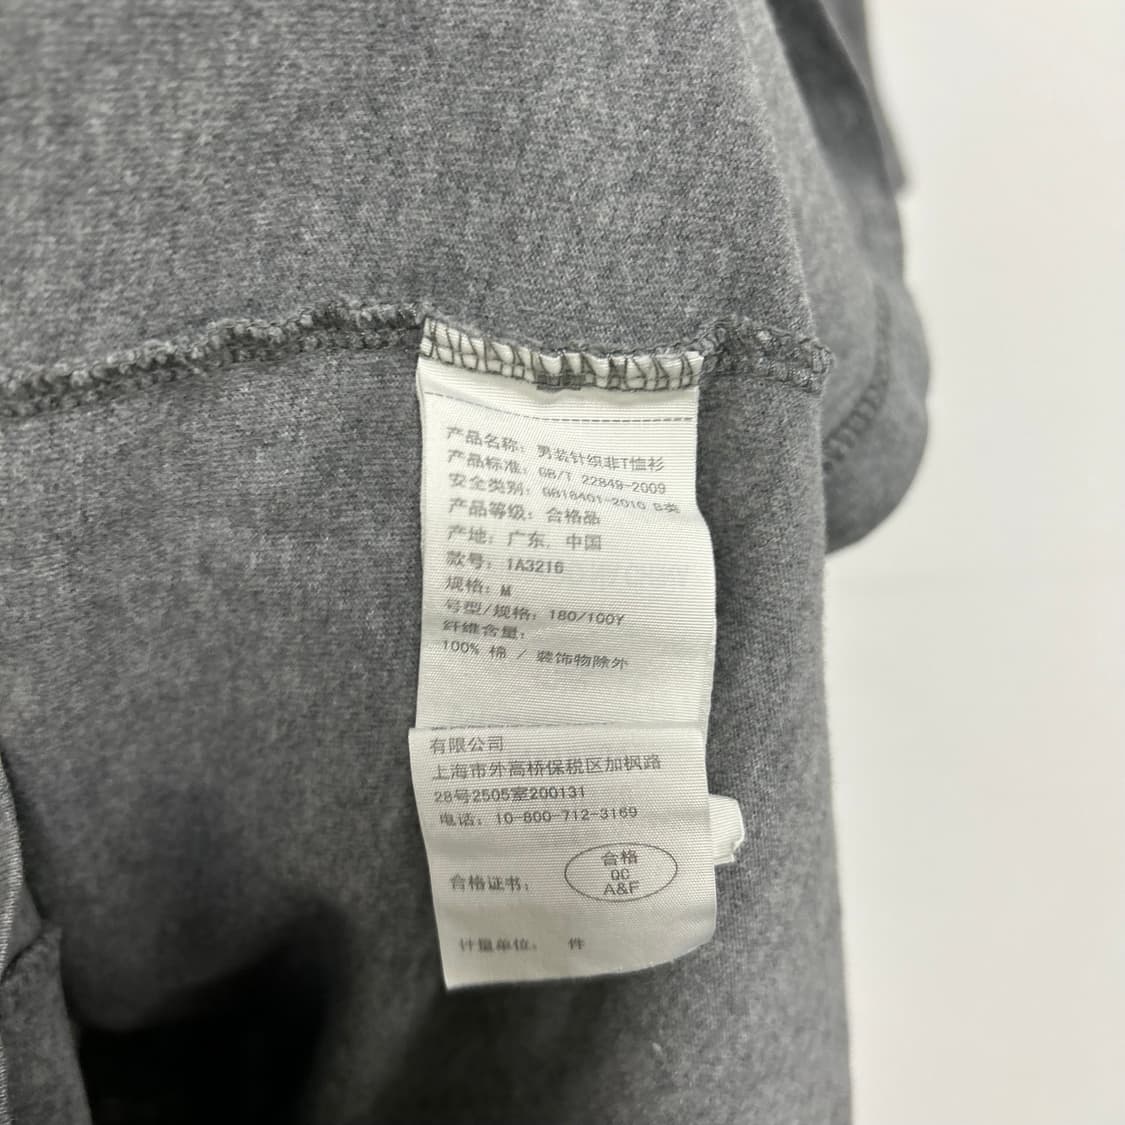 产品名称：男装针织非T恤衫
产品标准：GB/T 22849-2009
安全类别：GB18401-2010 B类
产品等级：合格品
产地：广东，中国
款号：1A3216
规格：M
号型/规格：180/100Y
纤维含量：
100% 棉 / 装饰物除外
有限公司
上海市外高桥保税区加枫路
28号2505室200131
电话：10-800-712-3169
合格证书：
合格
QC
A&F
计量单位： 件